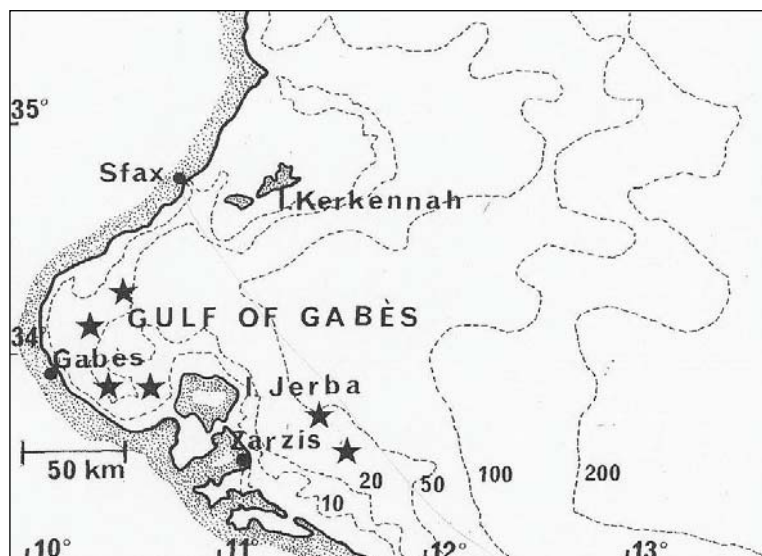 35°
Sfax
I.Kerkennah
GULF OF GABÈS
34°
Gabes
I. Jerba
Zarzis
50 km
10
20
50
100
200
10°
11°
12°
13°